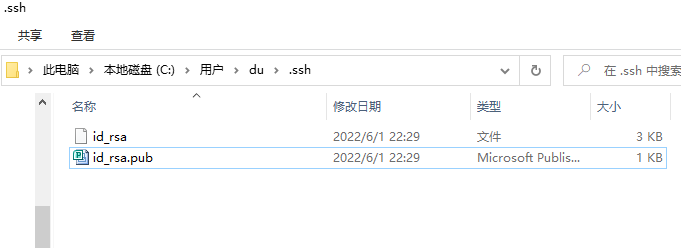 .ssh
共享 查看
此电脑 本地磁盘 (C:) 用户 du .ssh 在 .ssh 中搜索
名称 修改日期 类型 大小
id_rsa 2022/6/1 22:29 文件 3 KB
id_rsa.pub 2022/6/1 22:29 Microsoft Publis... 1 KB